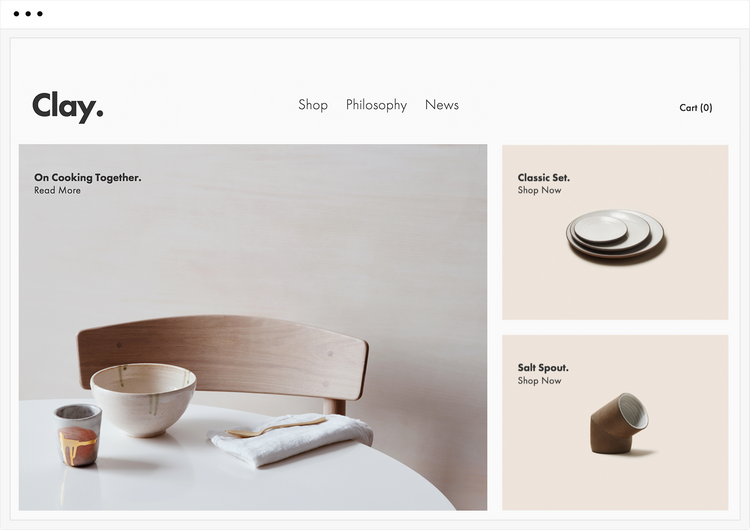 Clay.
Shop Philosophy News
Cart (0)
On Cooking Together.
Read More
Classic Set.
Shop Now
Salt Spout.
Shop Now